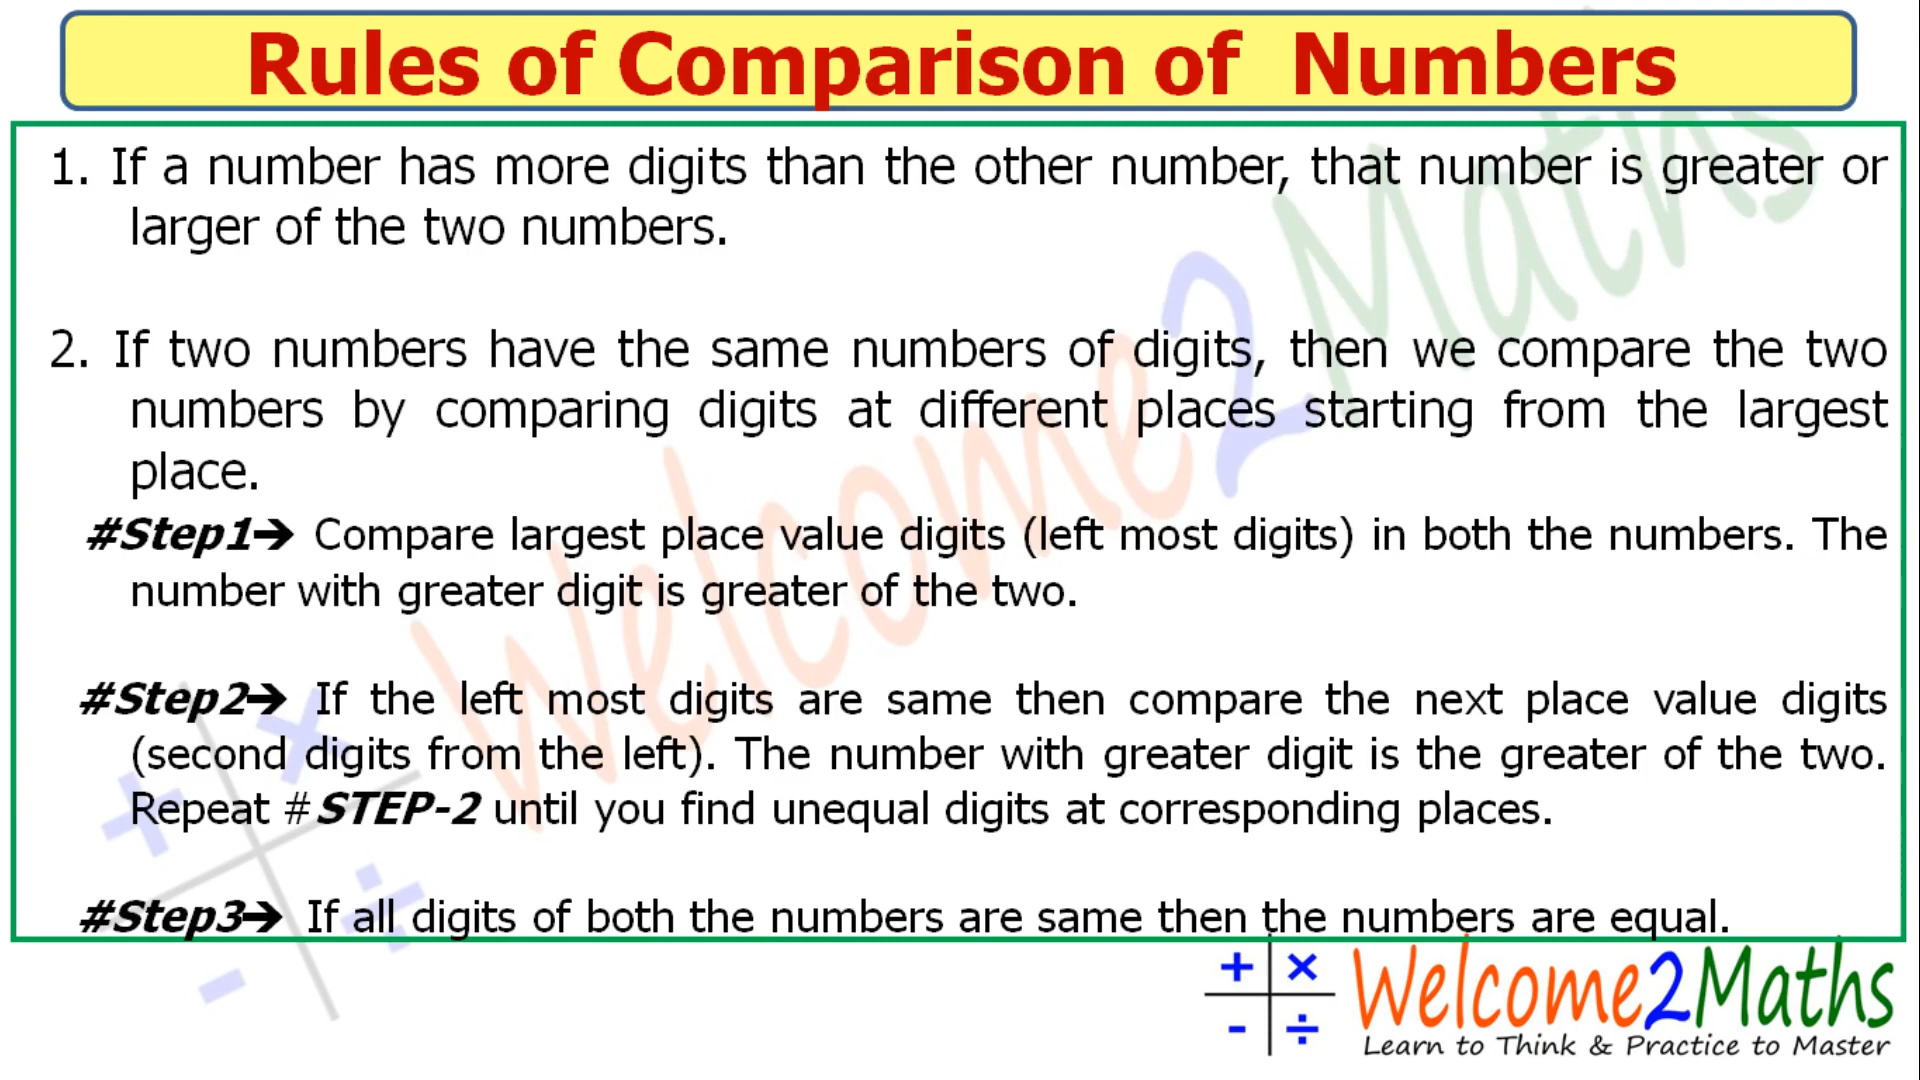 Rules of Comparison of Numbers
1. If a number has more digits than the other number, that number is greater or
larger of the two numbers.
2. If two numbers have the same numbers of digits, then we compare the two
numbers by comparing digits at different places starting from the largest
place.
#Step1➔ Compare largest place value digits (left most digits) in both the numbers. The
number with greater digit is greater of the two.
#Step2➔ If the left most digits are same then compare the next place value digits
(second digits from the left). The number with greater digit is the greater of the two.
Repeat #STEP-2 until you find unequal digits at corresponding places.
#Step3➔ If all digits of both the numbers are same then the numbers are equal.
Welcome2Maths
+ ×
- ÷
Welcome2Maths
Learn to Think & Practice to Master
+ ×
- ÷